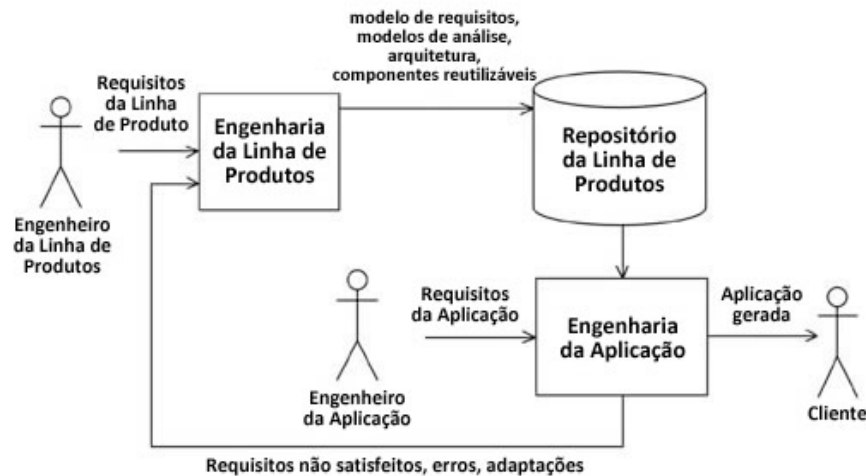 modelo de requisitos,
modelos de análise,
arquitetura,
componentes reutilizáveis
Requisitos
da Linha
de Produto
Engenharia
da Linha de
Produtos
Repositório
da Linha de
Produtos
Engenheiro
da Linha de
Produtos
Requisitos
da Aplicação
Engenharia
da Aplicação
Aplicação
gerada
Engenheiro
da Aplicação
Cliente
Requisitos não satisfeitos, erros, adaptações